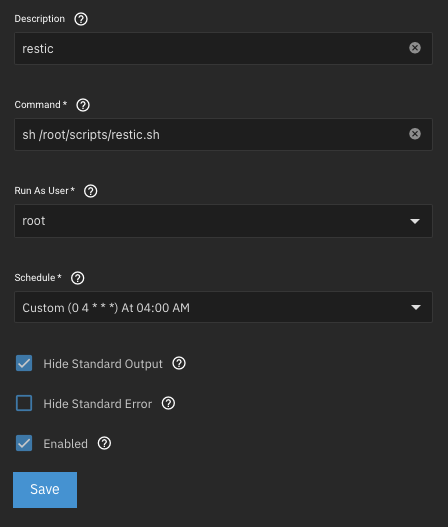 Description
restic
Command *
sh /root/scripts/restic.sh
Run As User *
root
Schedule *
Custom (0 4 * * *) At 04:00 AM
Hide Standard Output
Hide Standard Error
Enabled
Save